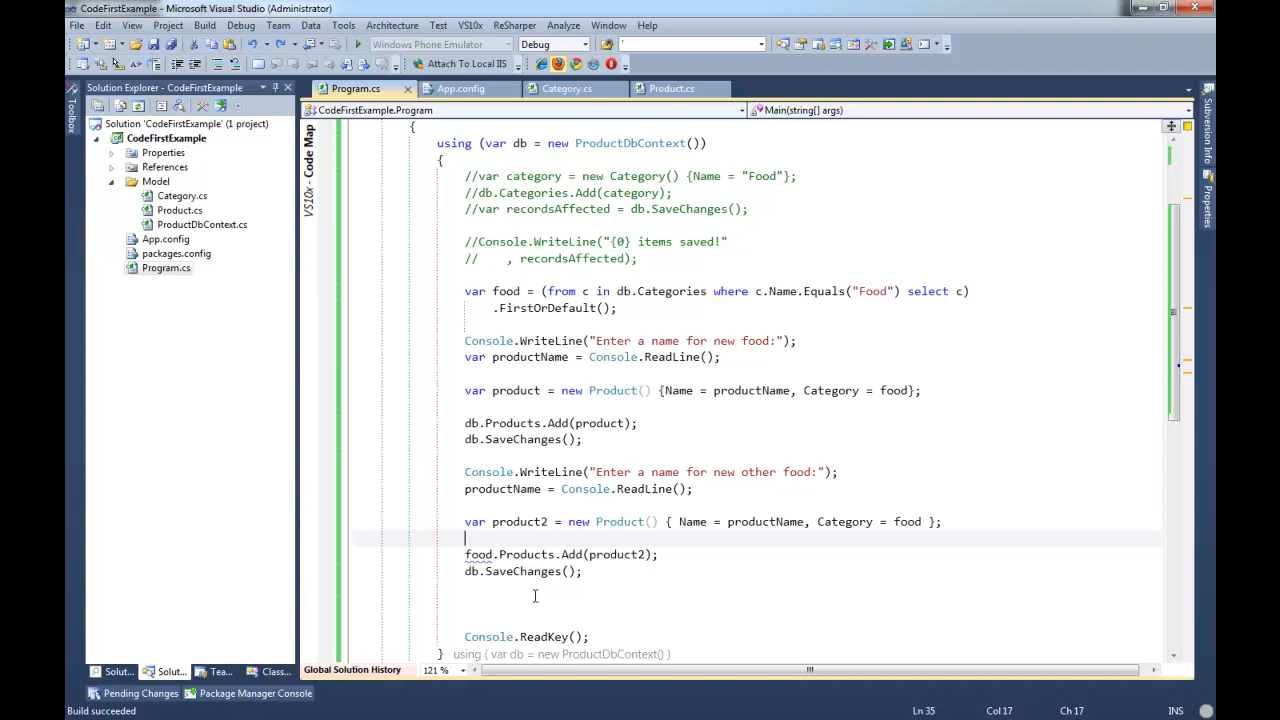 CodeFirstExample - Microsoft Visual Studio (Administrator)
File Edit View Project Build Debug Team Data Tools Architecture Test VS10x ReSharper Analyze Window Help
Windows Phone Emulator Debug '
Attach To Local IIS
Solution Explorer - CodeFirstExample
Program.cs App.config Category.cs Product.cs
CodeFirstExample.Program Main(string[] args)
Toolbox
Solution 'CodeFirstExample' (1 project)
CodeFirstExample
Properties
References
Model
Category.cs
Product.cs
ProductDbContext.cs
App.config
packages.config
Program.cs
VS10x - Code Map
{
using (var db = new ProductDbContext())
{
//var category = new Category() {Name = "Food"};
//db.Categories.Add(category);
//var recordsAffected = db.SaveChanges();
//Console.WriteLine("{0} items saved!"
// , recordsAffected);
var food = (from c in db.Categories where c.Name.Equals("Food") select c)
.FirstOrDefault();
Console.WriteLine("Enter a name for new food:");
var productName = Console.ReadLine();
var product = new Product() {Name = productName, Category = food};
db.Products.Add(product);
db.SaveChanges();
Console.WriteLine("Enter a name for new other food:");
productName = Console.ReadLine();
var product2 = new Product() { Name = productName, Category = food };
food.Products.Add(product2);
db.SaveChanges();
Console.ReadKey();
} using ( var db = new ProductDbContext() )
Subversion Info
Properties
Solut... Solut... Tea... Class... Global Solution History 121 %
Pending Changes Package Manager Console
Build succeeded Ln 35 Col 17 Ch 17 INS